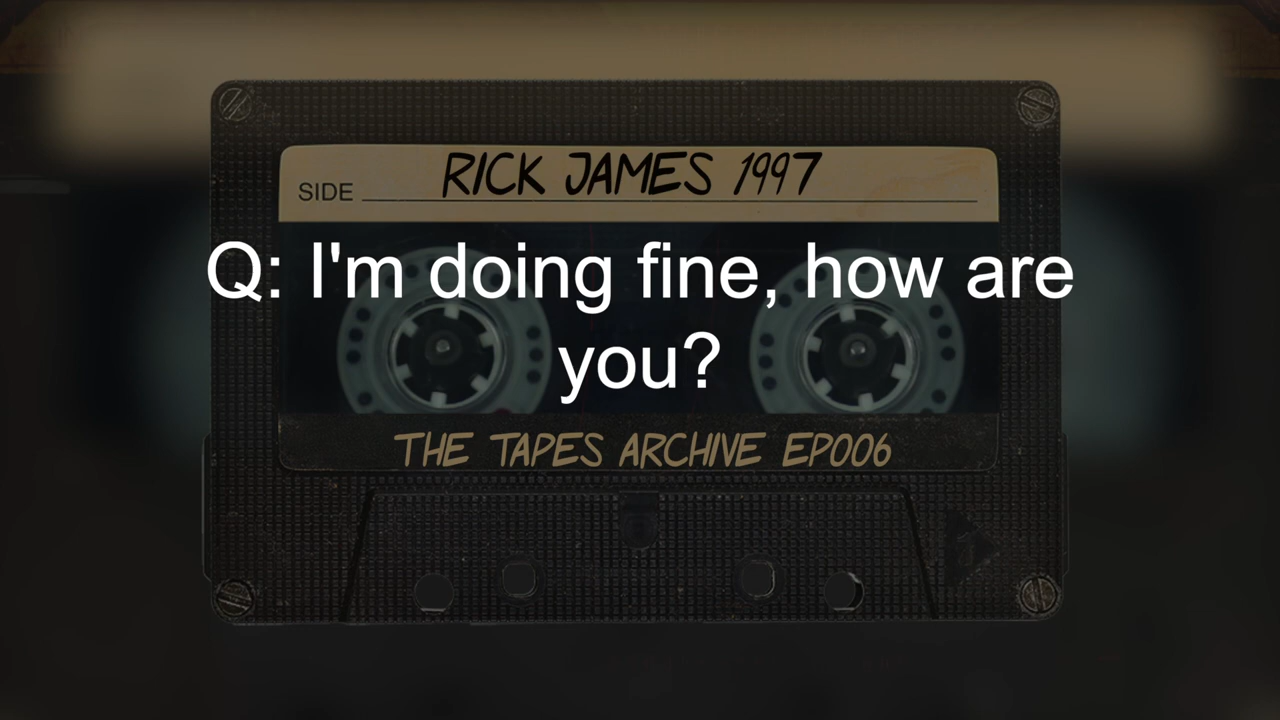 RICK JAMES 1997
SIDE
Q: I'm doing fine, how are
you?
THE TAPES ARCHIVE EP006